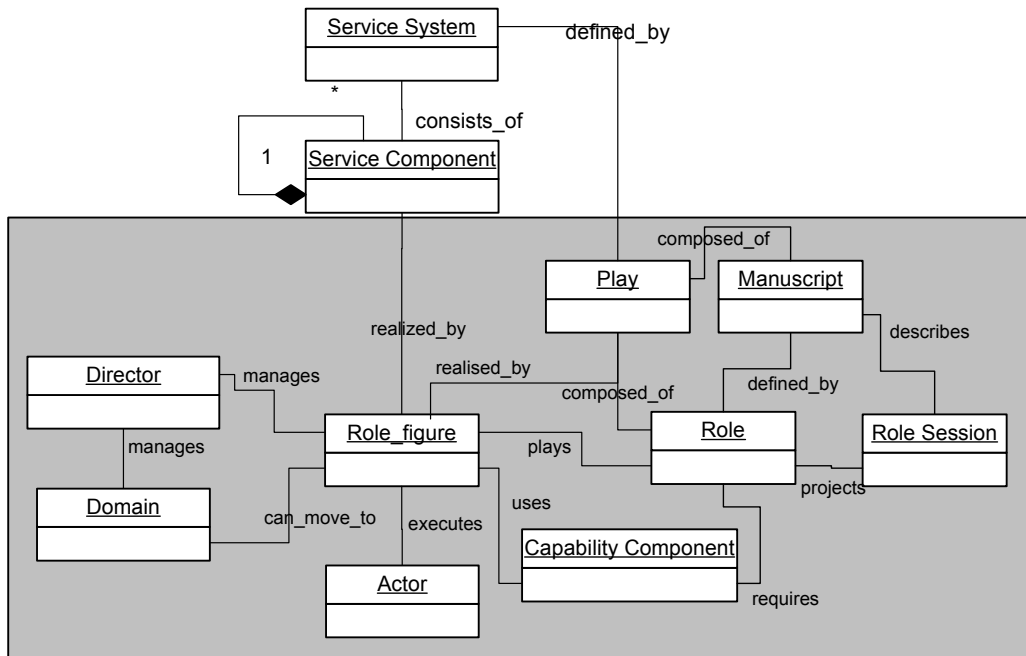 Service System
defined_by
*
consists_of
1
Service Component
composed_of
Play
Manuscript
realized_by
describes
Director
manages
realised_by
composed_of
defined_by
Role_figure
Role
Role Session
manages
plays
projects
Domain
can_move_to
executes
uses
Capability Component
Actor
requires